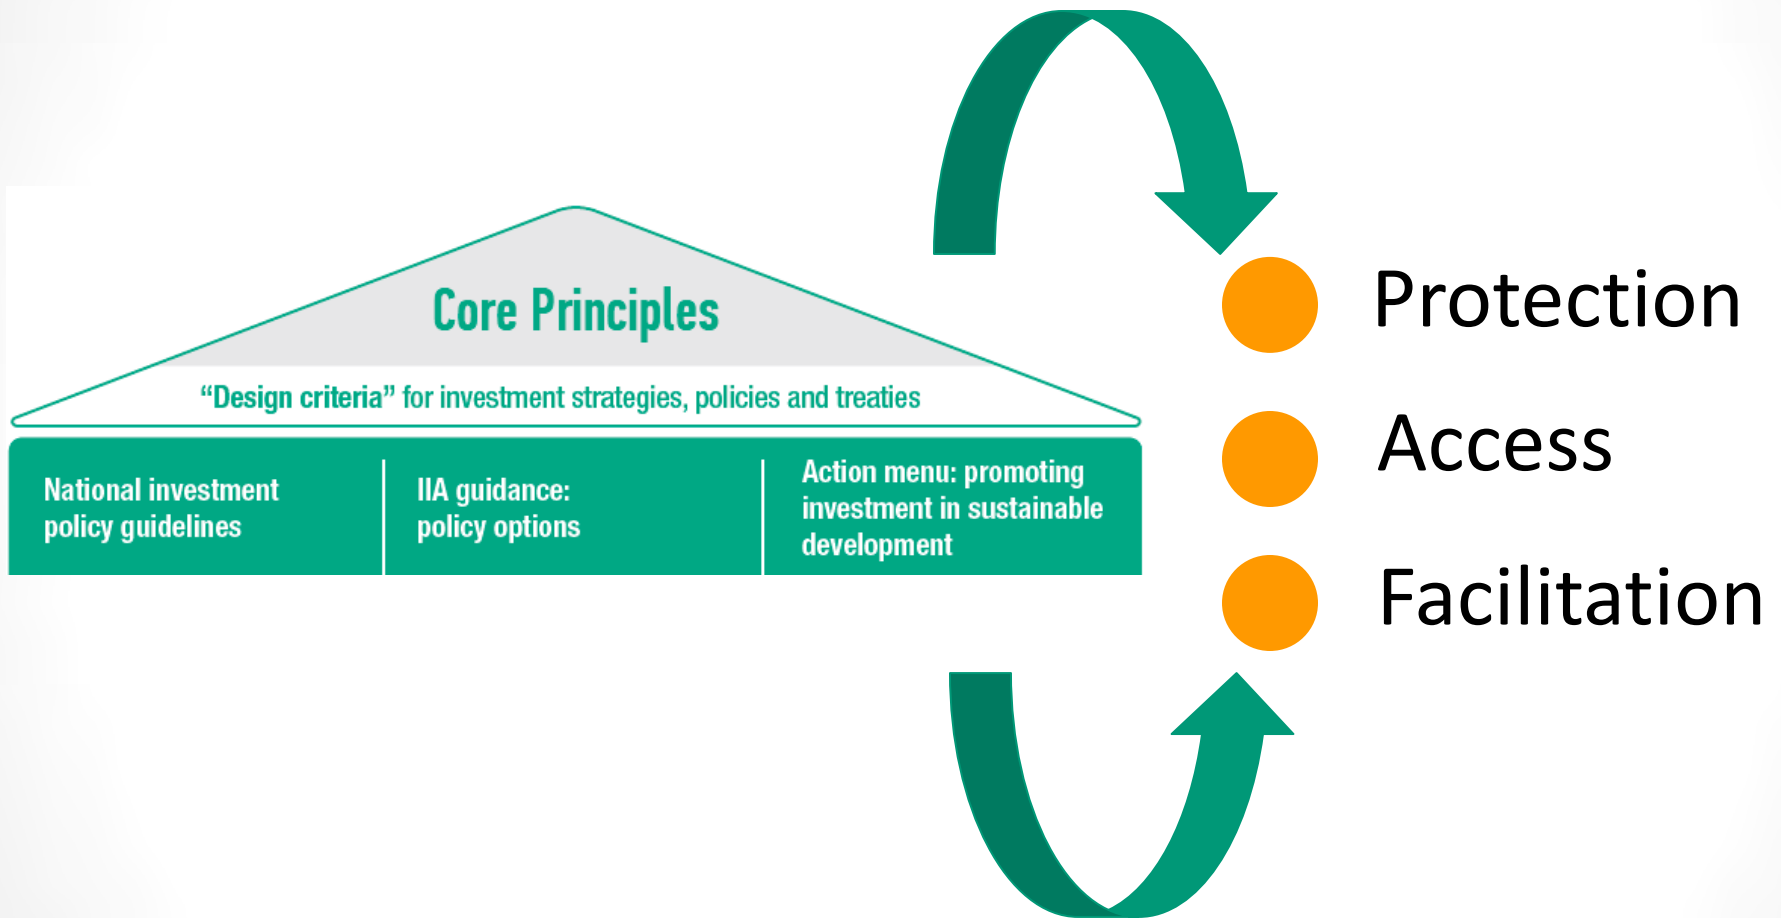 Core Principles
“Design criteria” for investment strategies, policies and treaties
National investment
policy guidelines
IIA guidance:
policy options
Action menu: promoting
investment in sustainable
development
Protection
Access
Facilitation